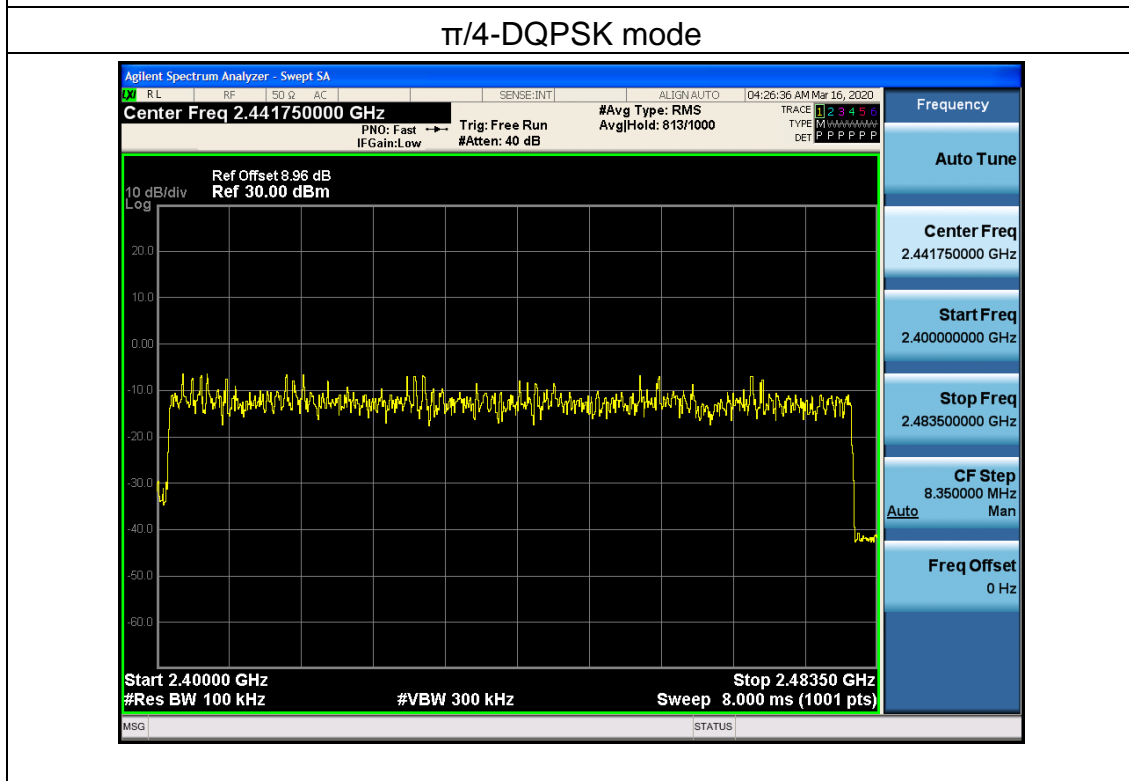 π/4-DQPSK mode
Agilent Spectrum Analyzer - Swept SA
LXI RL RF 50 Ω AC SENSE:INT ALIGN AUTO 04:26:36 AM Mar 16, 2020
Center Freq 2.441750000 GHz
#Avg Type: RMS
TRACE 1 2 3 4 5 6
PNO: Fast
Trig: Free Run
Avg|Hold: 813/1000
TYPE M W W W W W
IFGain:Low
#Atten: 40 dB
DET P P P P P P
Ref Offset 8.96 dB
10 dB/div Ref 30.00 dBm
Log
20.0
10.0
0.00
-10.0
-20.0
-30.0
-40.0
-50.0
-60.0
Start 2.40000 GHz
Stop 2.48350 GHz
#Res BW 100 kHz
#VBW 300 kHz
Sweep 8.000 ms (1001 pts)
MSG
STATUS
Frequency
Auto Tune
Center Freq
2.441750000 GHz
Start Freq
2.400000000 GHz
Stop Freq
2.483500000 GHz
CF Step
8.350000 MHz
Auto Man
Freq Offset
0 Hz